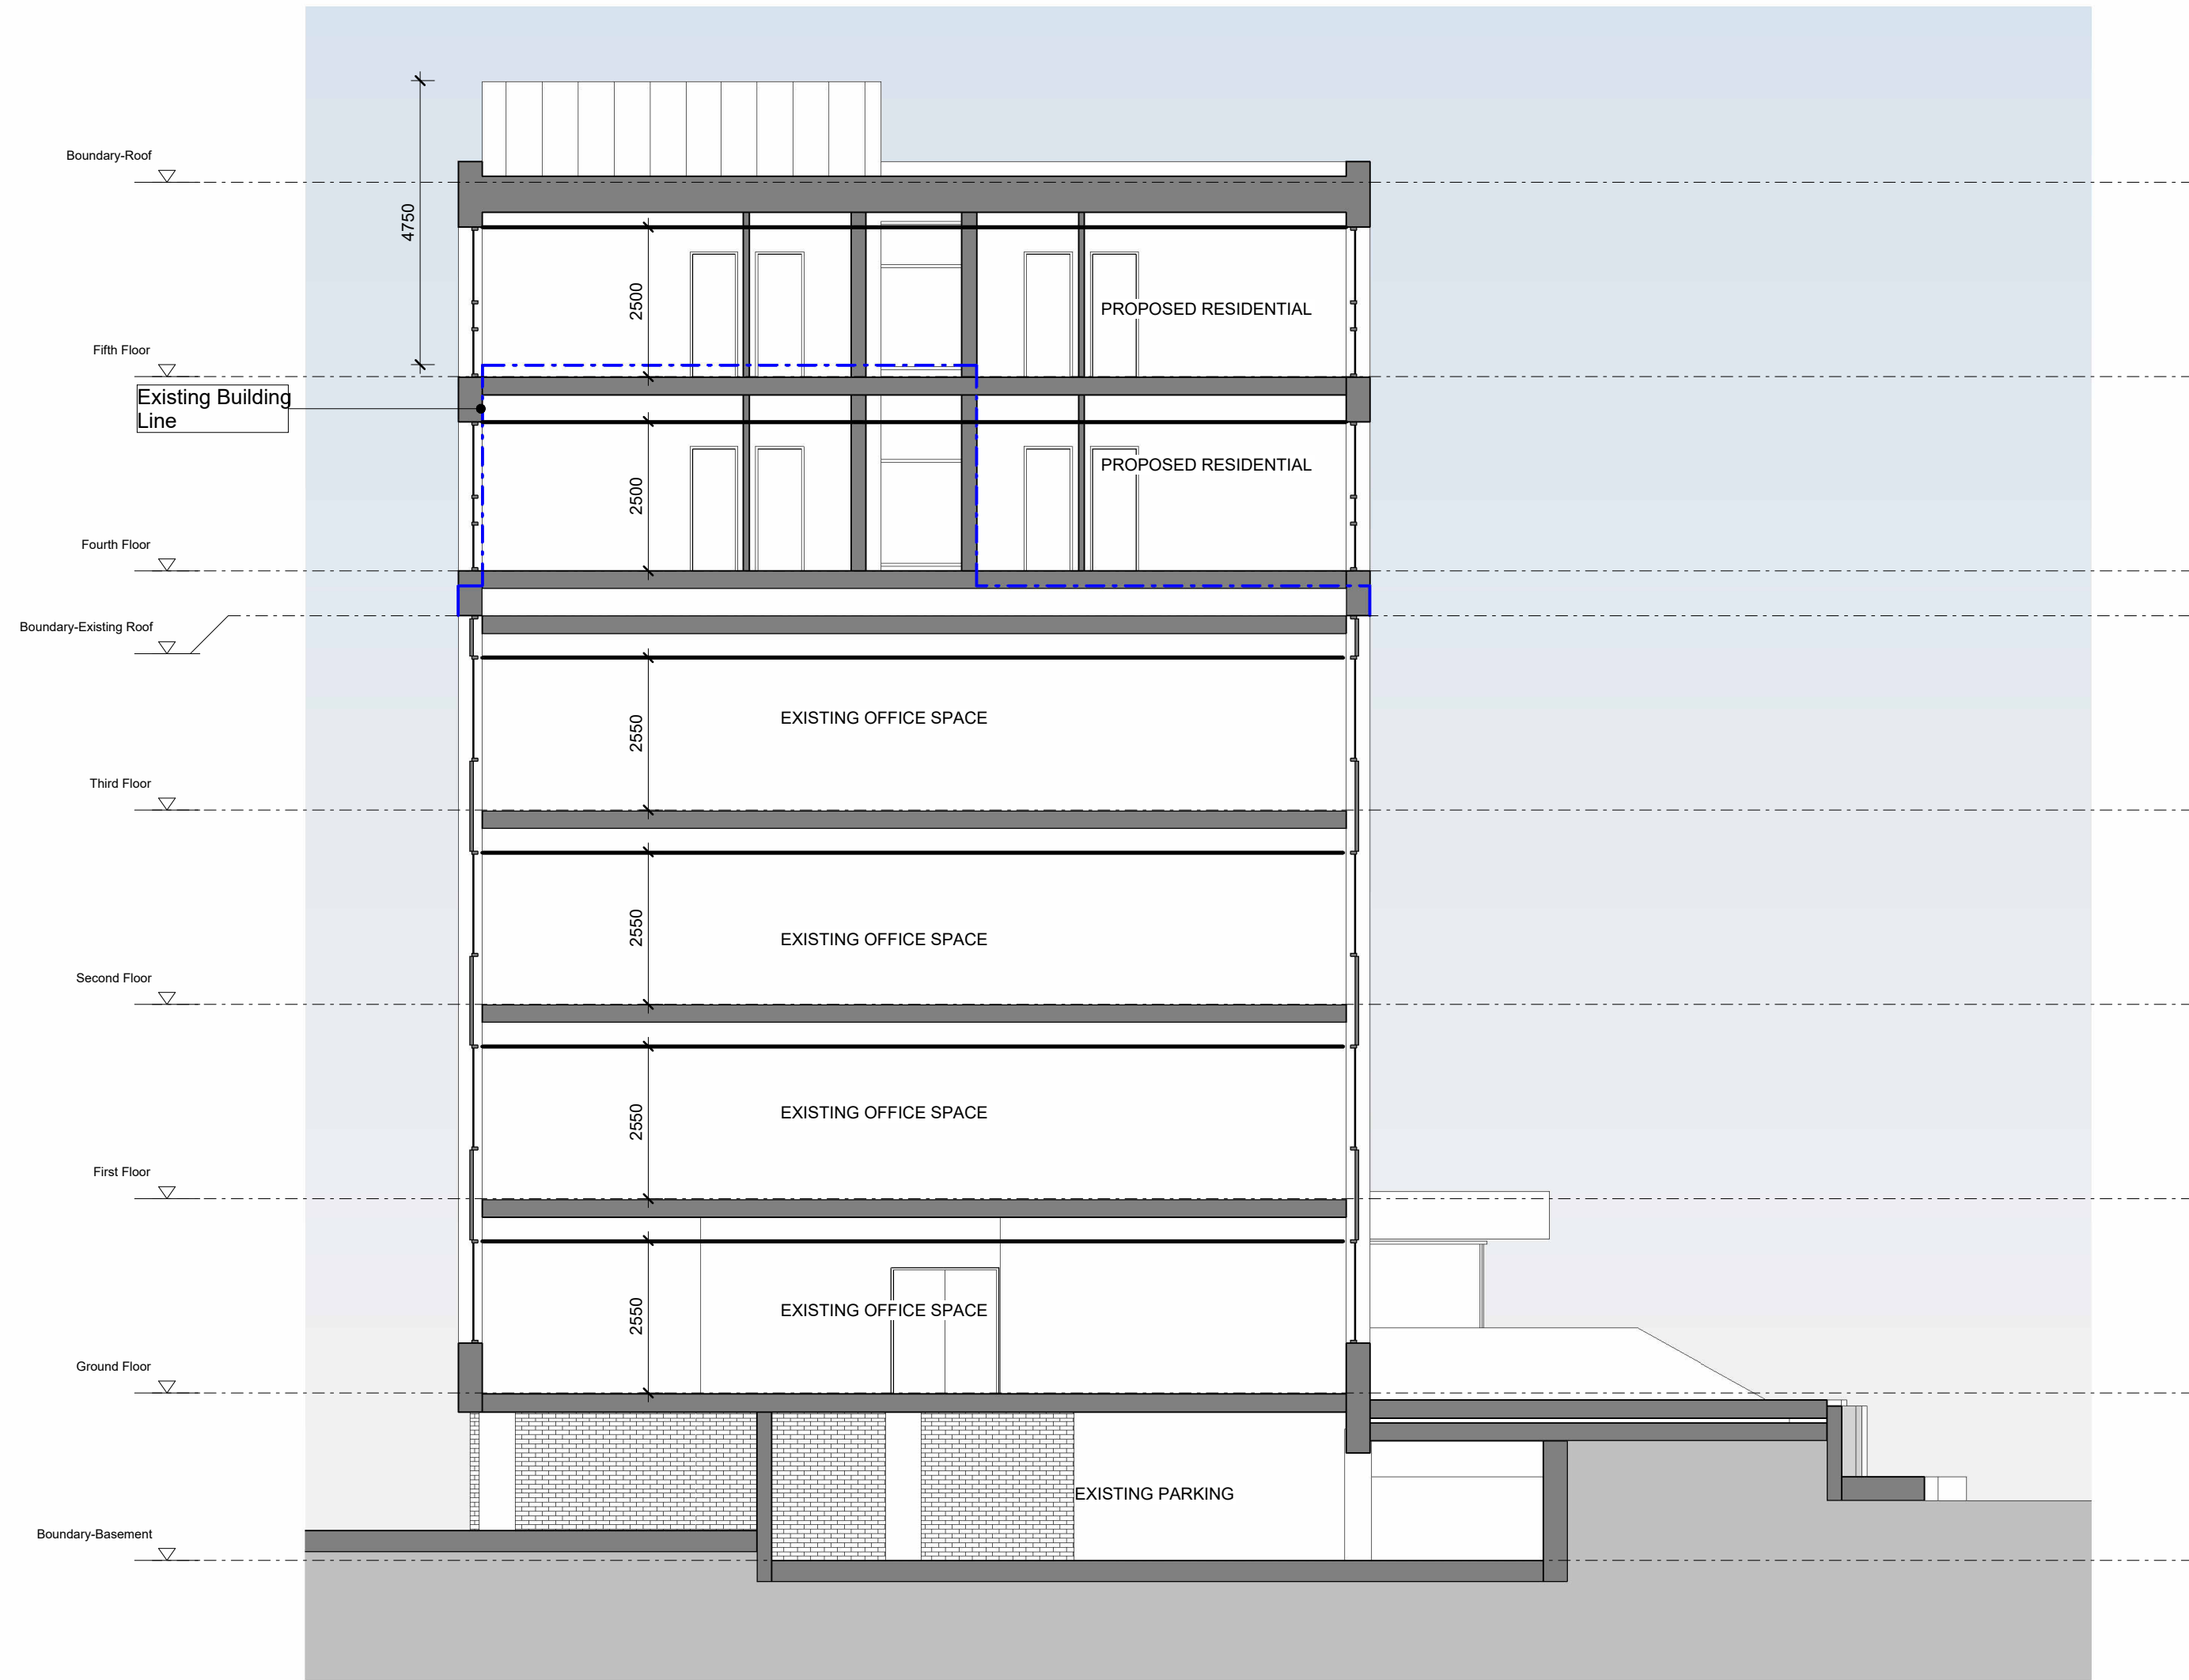 Boundary-Roof
4750
2500
PROPOSED RESIDENTIAL
Fifth Floor
Existing Building
Line
PROPOSED RESIDENTIAL
2500
Fourth Floor
Boundary-Existing Roof
EXISTING OFFICE SPACE
2550
Third Floor
2550
EXISTING OFFICE SPACE
Second Floor
EXISTING OFFICE SPACE
2550
First Floor
EXISTING OFFICE SPACE
2550
Ground Floor
EXISTING PARKING
Boundary-Basement